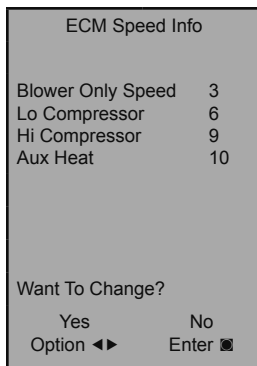 ECM Speed Info
Blower Only Speed 3
Lo Compressor 6
Hi Compressor 9
Aux Heat 10
Want To Change?
Yes No
Option ◀▶ Enter ◙